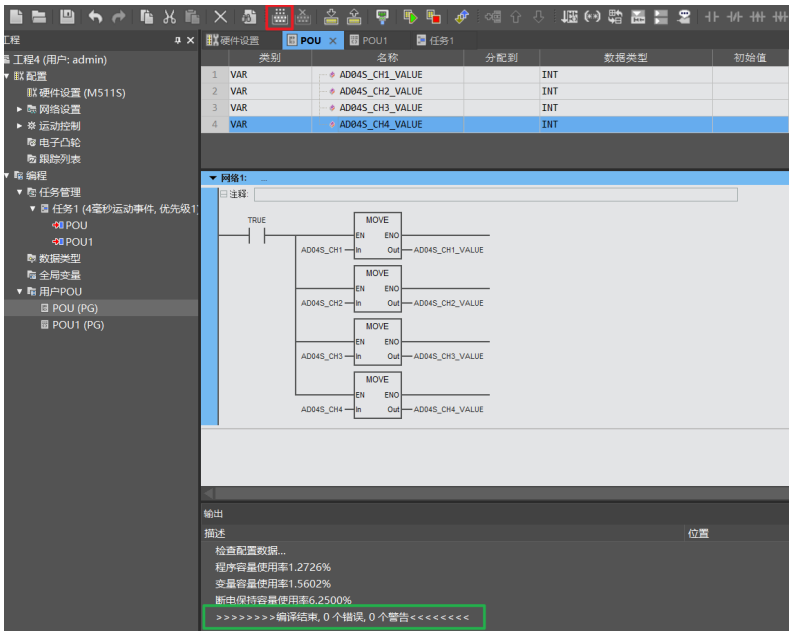 工程
硬件设置
POU
POU1
任务1
工程4 (用户: admin)
配置
硬件设置 (M511S)
网络设置
运动控制
电子凸轮
跟踪列表
编程
任务管理
任务1 (4毫秒运动事件, 优先级1)
POU
POU1
数据类型
全局变量
用户POU
POU (PG)
POU1 (PG)
类别 名称 分配到 数据类型 初始值
1 VAR AD04S_CH1_VALUE INT
2 VAR AD04S_CH2_VALUE INT
3 VAR AD04S_CH3_VALUE INT
4 VAR AD04S_CH4_VALUE INT
网络1: ...
注释:
TRUE
MOVE
EN ENO
AD04S_CH1 In Out AD04S_CH1_VALUE
MOVE
EN ENO
AD04S_CH2 In Out AD04S_CH2_VALUE
MOVE
EN ENO
AD04S_CH3 In Out AD04S_CH3_VALUE
MOVE
EN ENO
AD04S_CH4 In Out AD04S_CH4_VALUE
输出
描述 位置
检查配置数据...
程序容量使用率1.2726%
变量容量使用率1.5602%
断电保持容量使用率6.2500%
>>>>>>>>编译结束, 0 个错误, 0 个警告<<<<<<<<